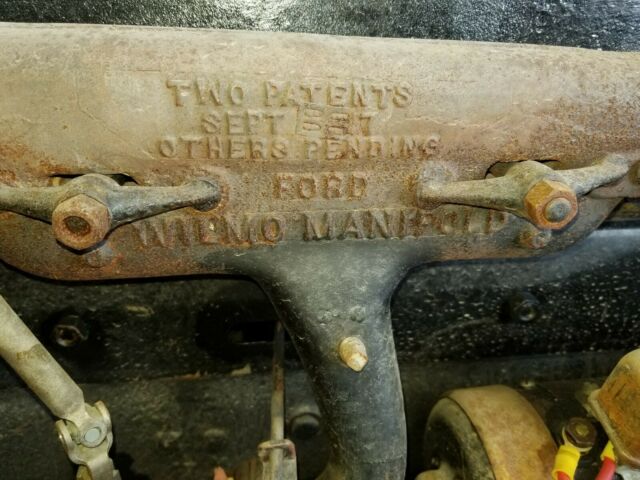 TWO PATENTS
SEPT
OTHERS PENDING
FORD
WILMO MANIFOLD